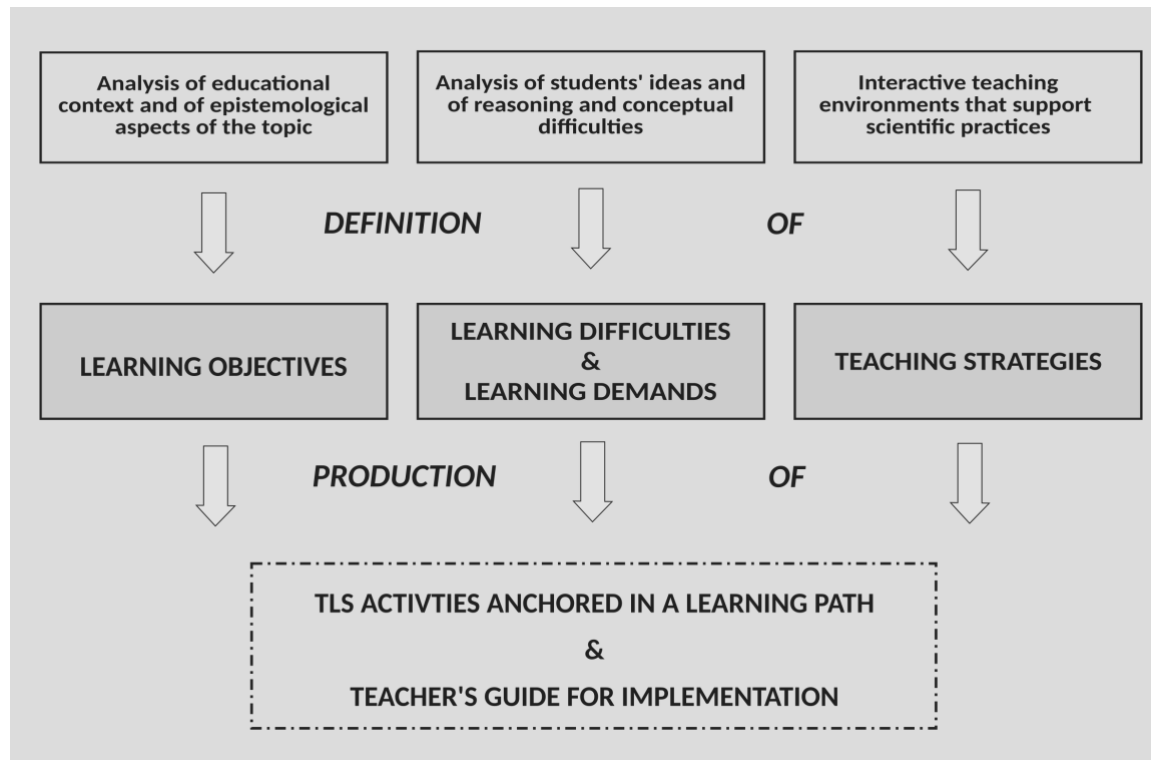 Analysis of educational
context and of epistemological
aspects of the topic
Analysis of students' ideas and
of reasoning and conceptual
difficulties
Interactive teaching
environments that support
scientific practices
DEFINITION OF
LEARNING OBJECTIVES
LEARNING DIFFICULTIES
&
LEARNING DEMANDS
TEACHING STRATEGIES
PRODUCTION OF
TLS ACTIVTIES ANCHORED IN A LEARNING PATH
&
TEACHER'S GUIDE FOR IMPLEMENTATION